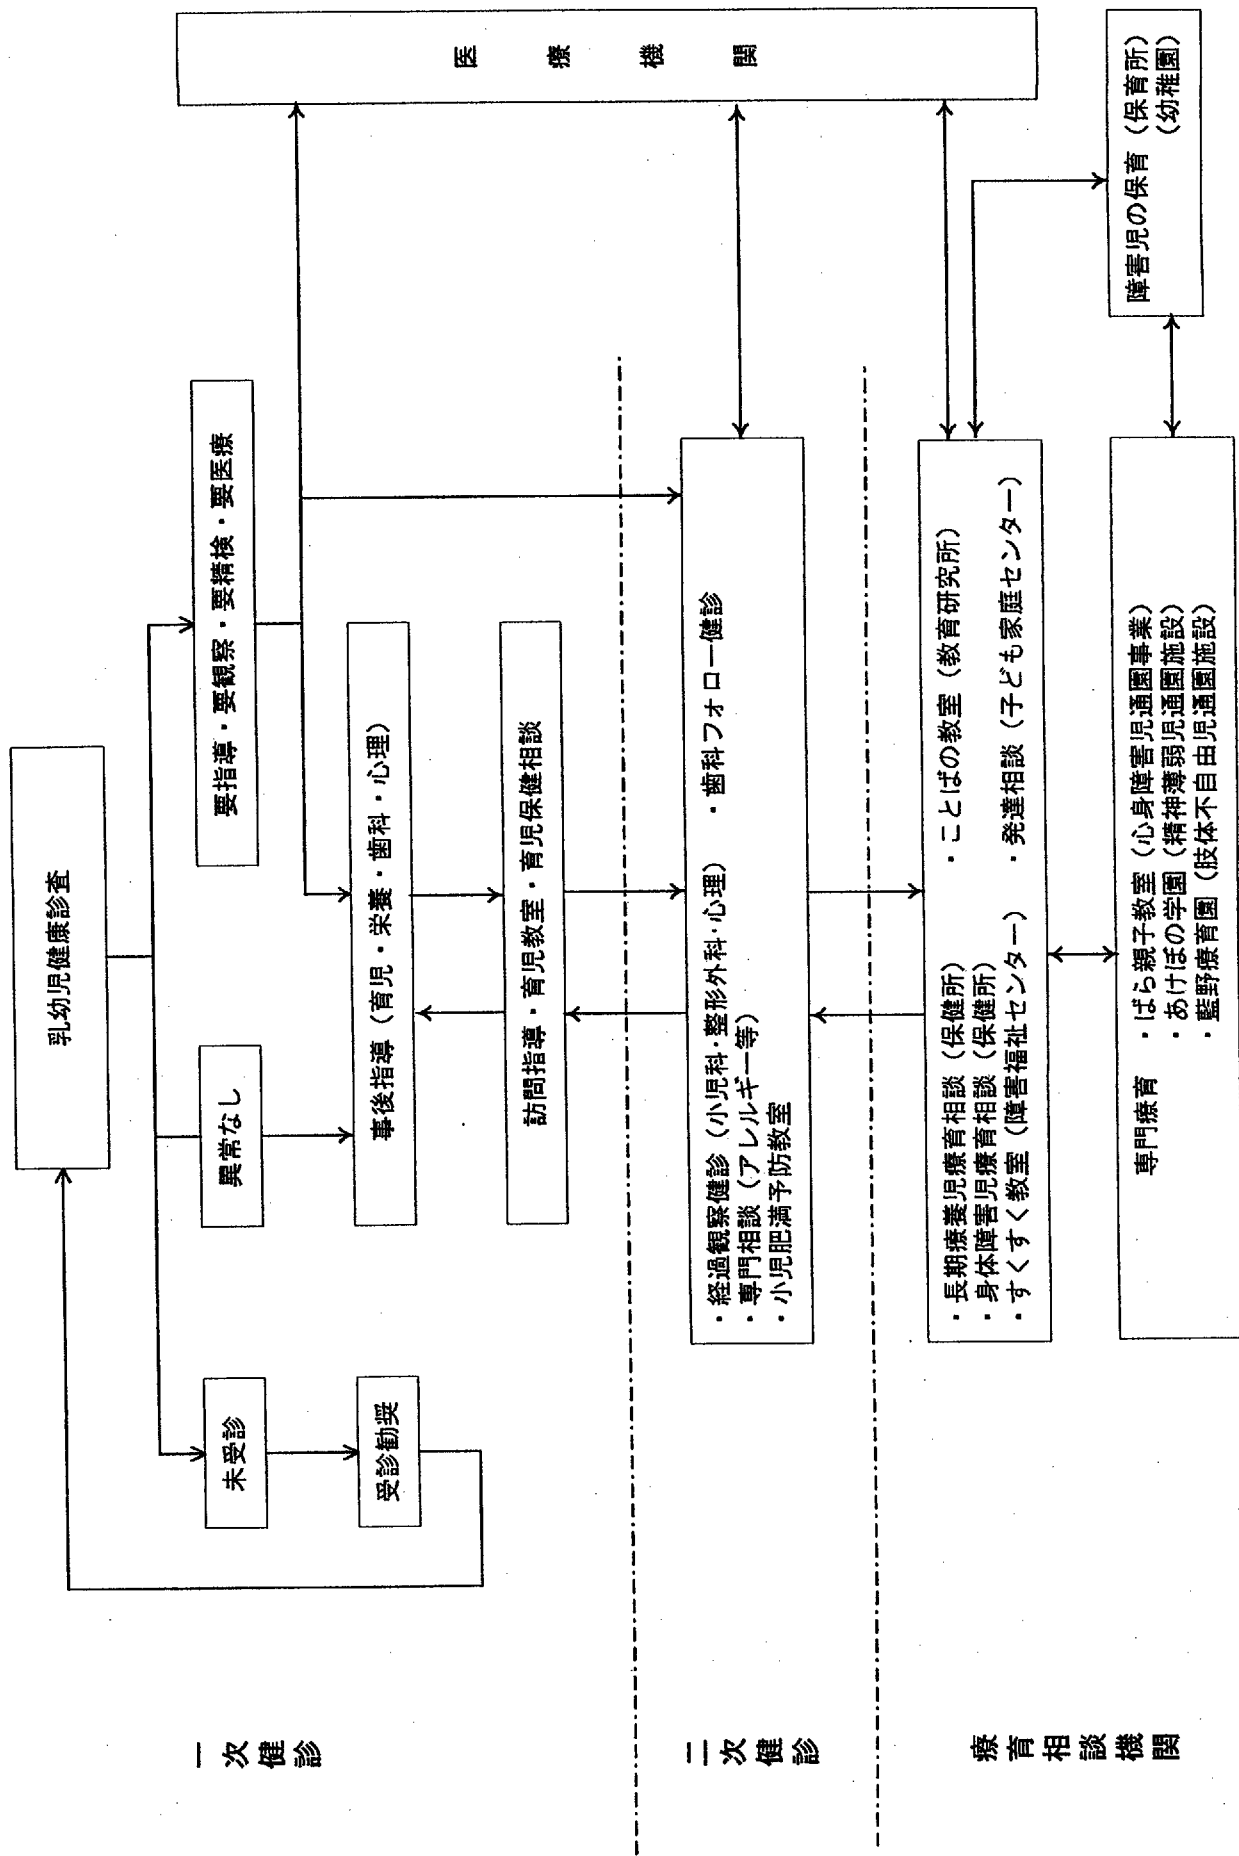 乳幼児健康診査
一次健診
未受診
異常なし
要指導・要観察・要精検・要医療
受診勧奨
事後指導（育児・栄養・歯科・心理）
訪問指導・育児教室・育児保健相談
医療機関
二次健診
・経過観察健診（小児科・整形外科・心理）　・歯科フォロー健診
・専門相談（アレルギー等）
・小児肥満予防教室
療育相談機関
・長期療養児療育相談（保健所）　・ことばの教室（教育研究所）
・身体障害児療育相談（保健所）
・すくすく教室（障害福祉センター）　・発達相談（子ども家庭センター）
専門療育　・ばら親子教室（心身障害児通園事業）
・あけぼの学園（精神薄弱児通園施設）
・藍野療育園（肢体不自由児通園施設）
障害児の保育（保育所）
（幼稚園）